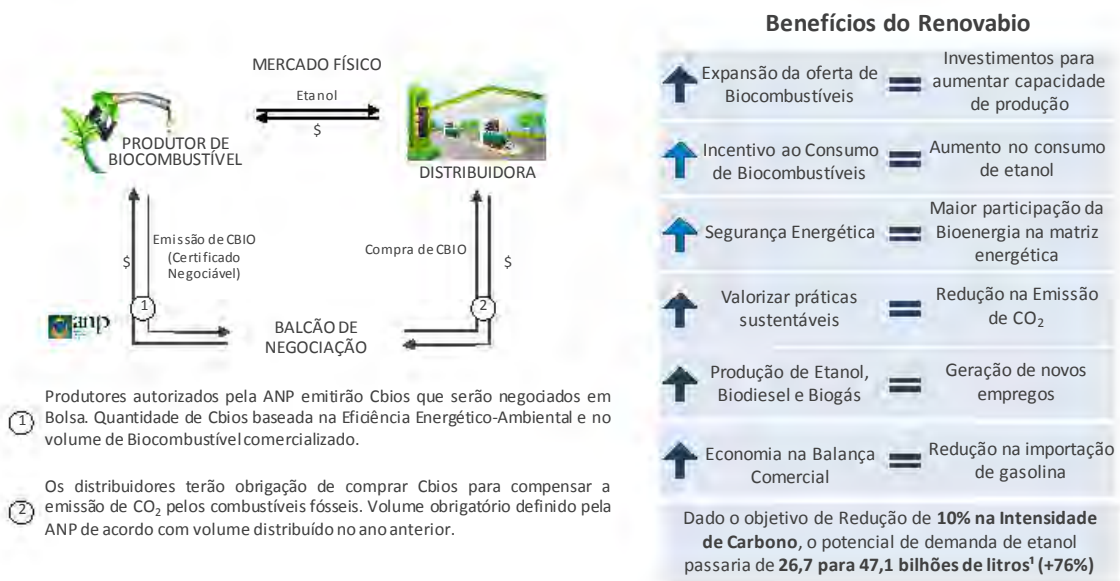 MERCADO FÍSICO
Etanol
$
PRODUTOR DE
BIOCOMBUSTÍVEL
DISTRIBUIDORA
Emissão de CBIO
(Certificado
Negociável)
$
1
anp
Compra de CBIO
$
2
BALCÃO DE
NEGOCIAÇÃO
1
Produtores autorizados pela ANP emitirão Cbios que serão negociados em
Bolsa. Quantidade de Cbios baseada na Eficiência Energético-Ambiental e no
volume de Biocombustível comercializado.
2
Os distribuidores terão obrigação de comprar Cbios para compensar a
emissão de CO₂ pelos combustíveis fósseis. Volume obrigatório definido pela
ANP de acordo com volume distribuído no ano anterior.
Benefícios do Renovabio
Expansão da oferta de
Biocombustíveis
Investimentos para
aumentar capacidade
de produção
Incentivo ao Consumo
de Biocombustíveis
Aumento no consumo
de etanol
Segurança Energética
Maior participação da
Bioenergia na matriz
energética
Valorizar práticas
sustentáveis
Redução na Emissão
de CO₂
Produção de Etanol,
Biodiesel e Biogás
Geração de novos
empregos
Economia na Balança
Comercial
Redução na importação
de gasolina
Dado o objetivo de Redução de 10% na Intensidade
de Carbono, o potencial de demanda de etanol
passaria de 26,7 para 47,1 bilhões de litros¹ (+76%)